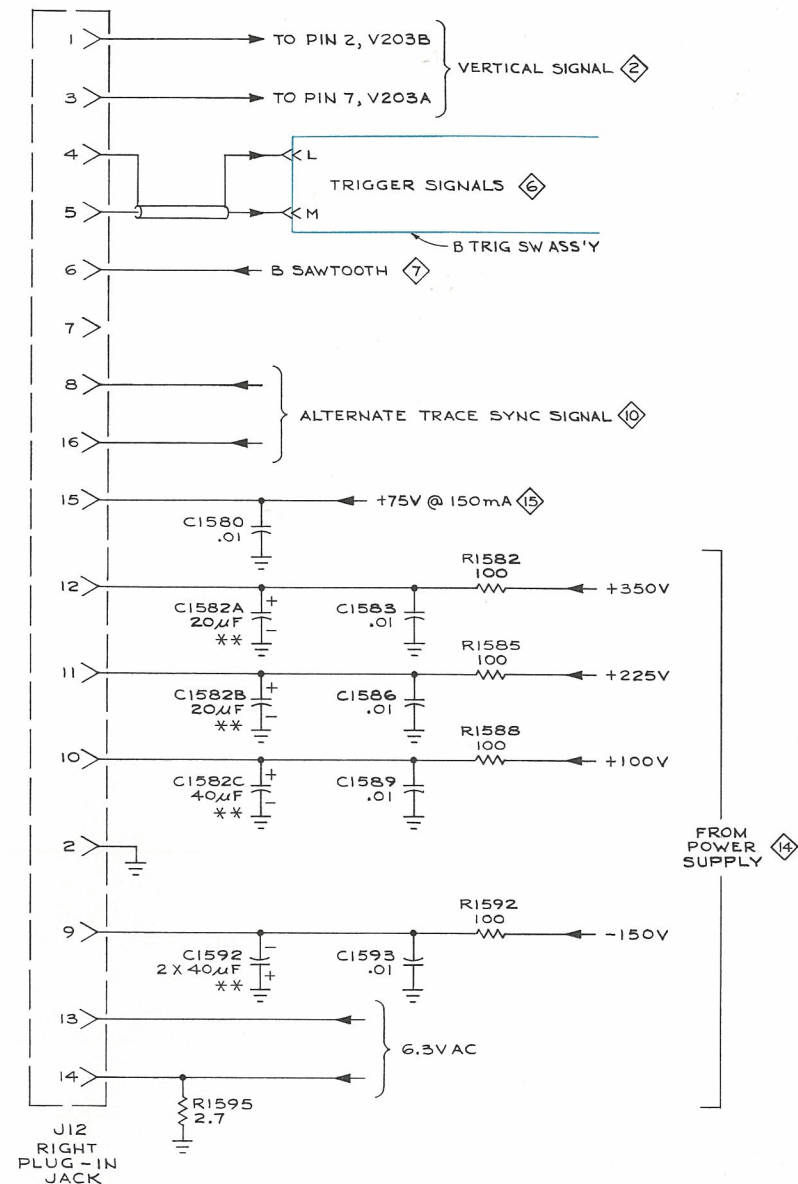 1
TO PIN 2, V203B
VERTICAL SIGNAL 2
3
TO PIN 7, V203A
4
L
TRIGGER SIGNALS 6
5
M
B TRIG SW ASS'Y
6
B SAWTOOTH 7
7
8
ALTERNATE TRACE SYNC SIGNAL 10
16
15
+75V @ 150mA 15
C1580
.01
12
R1582
100
+350V
C1582A
20µF
**
+
-
C1583
.01
11
R1585
100
+225V
C1582B
20µF
**
+
-
C1586
.01
10
R1588
100
+100V
C1582C
40µF
**
+
-
C1589
.01
2
FROM
POWER
SUPPLY 14
9
R1592
100
-150V
C1592
2 X 40µF
**
-
+
C1593
.01
13
6.3V AC
14
R1595
2.7
J12
RIGHT
PLUG-IN
JACK